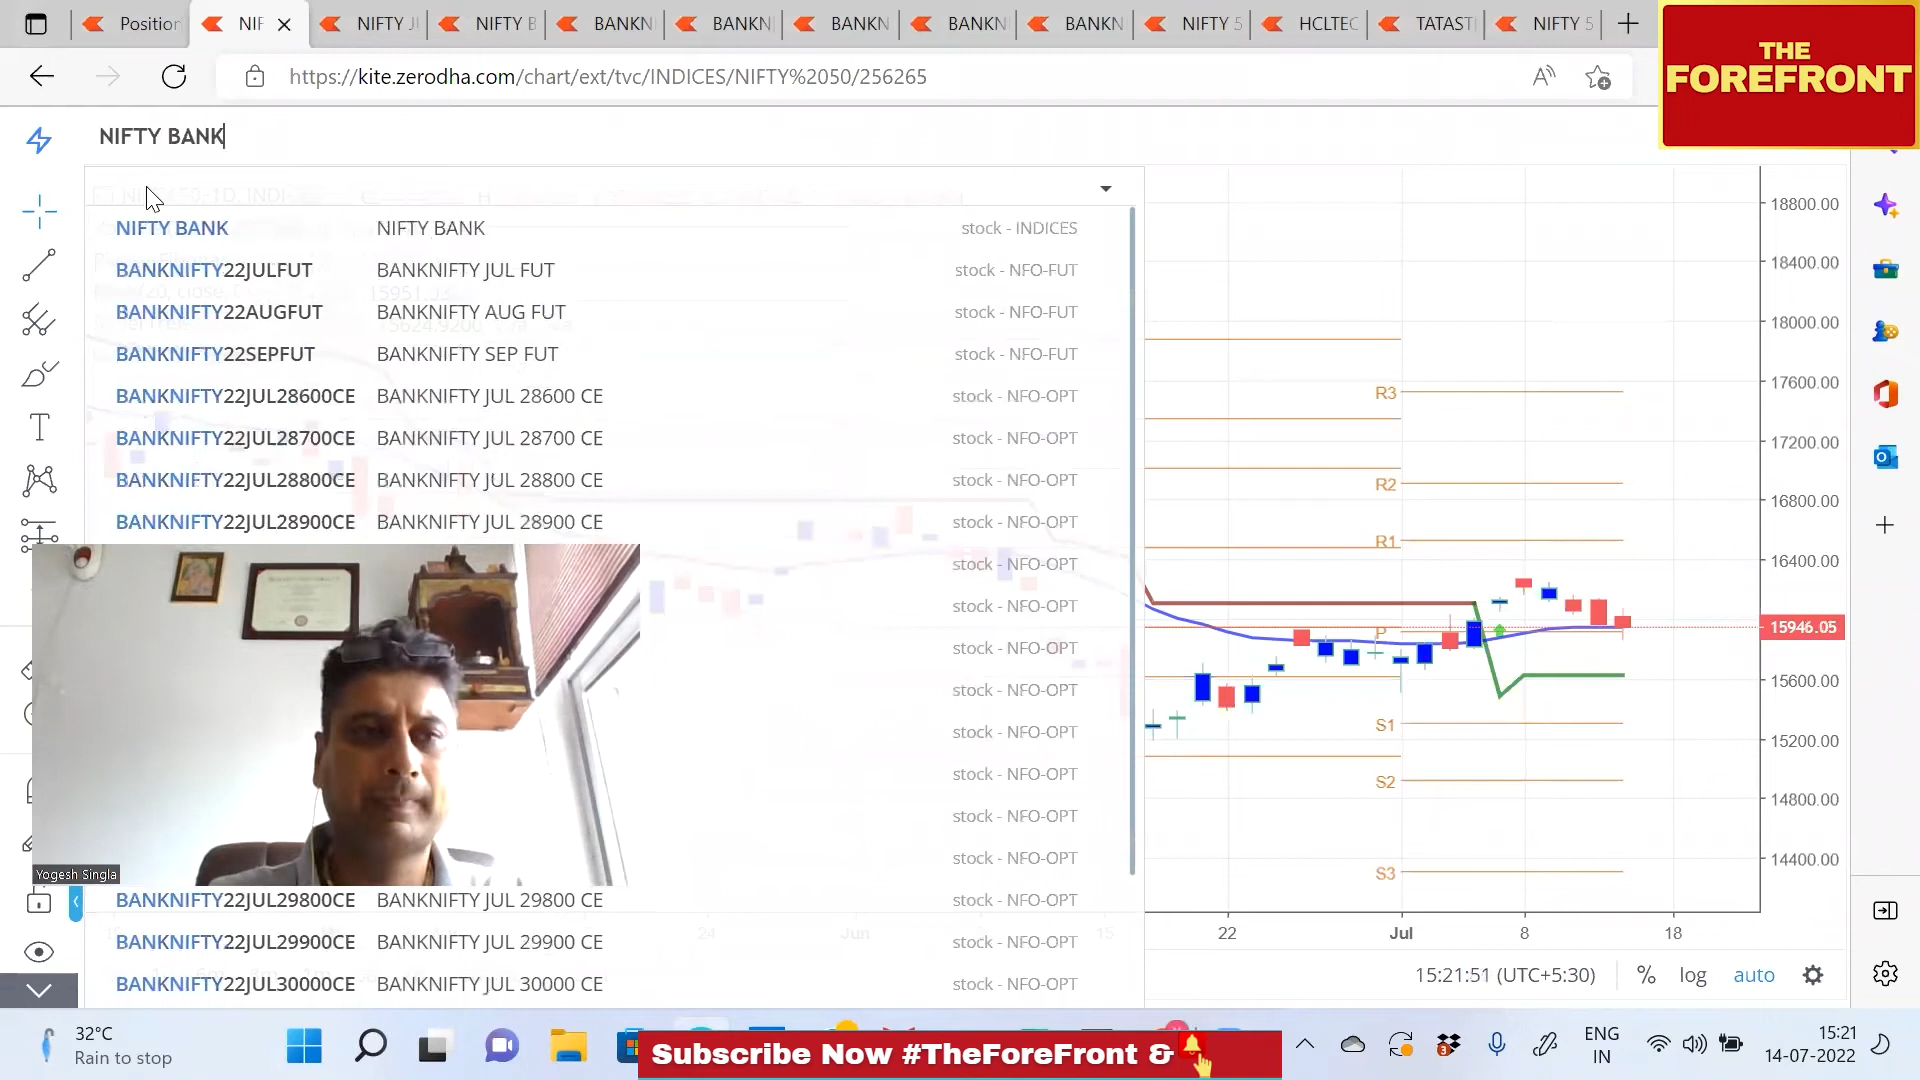 Position
NIF
NIFTY J
NIFTY B
BANKN
BANKN
BANKN
BANKN
BANKN
NIFTY 5
HCLTEC
TATAST
NIFTY 5
THE
FOREFRONT
https://kite.zerodha.com/chart/ext/tvc/INDICES/NIFTY%2050/256265
NIFTY BANK
NIFTY BANK NIFTY BANK stock - INDICES
BANKNIFTY22JULFUT BANKNIFTY JUL FUT stock - NFO-FUT
BANKNIFTY22AUGFUT BANKNIFTY AUG FUT stock - NFO-FUT
BANKNIFTY22SEPFUT BANKNIFTY SEP FUT stock - NFO-FUT
BANKNIFTY22JUL28600CE BANKNIFTY JUL 28600 CE stock - NFO-OPT
BANKNIFTY22JUL28700CE BANKNIFTY JUL 28700 CE stock - NFO-OPT
BANKNIFTY22JUL28800CE BANKNIFTY JUL 28800 CE stock - NFO-OPT
BANKNIFTY22JUL28900CE BANKNIFTY JUL 28900 CE stock - NFO-OPT
stock - NFO-OPT
stock - NFO-OPT
stock - NFO-OPT
stock - NFO-OPT
stock - NFO-OPT
stock - NFO-OPT
stock - NFO-OPT
stock - NFO-OPT
BANKNIFTY22JUL29800CE BANKNIFTY JUL 29800 CE stock - NFO-OPT
BANKNIFTY22JUL29900CE BANKNIFTY JUL 29900 CE stock - NFO-OPT
BANKNIFTY22JUL30000CE BANKNIFTY JUL 30000 CE stock - NFO-OPT
Yogesh Singla
R3
R2
R1
P
S1
S2
S3
18800.00
18400.00
18000.00
17600.00
17200.00
16800.00
16400.00
15946.05
15600.00
15200.00
14800.00
14400.00
24 Jun 15 22 Jul 8 18
15:21:51 (UTC+5:30) % log auto
32°C
Rain to stop
Subscribe Now #TheForeFront &
ENG
IN
15:21
14-07-2022